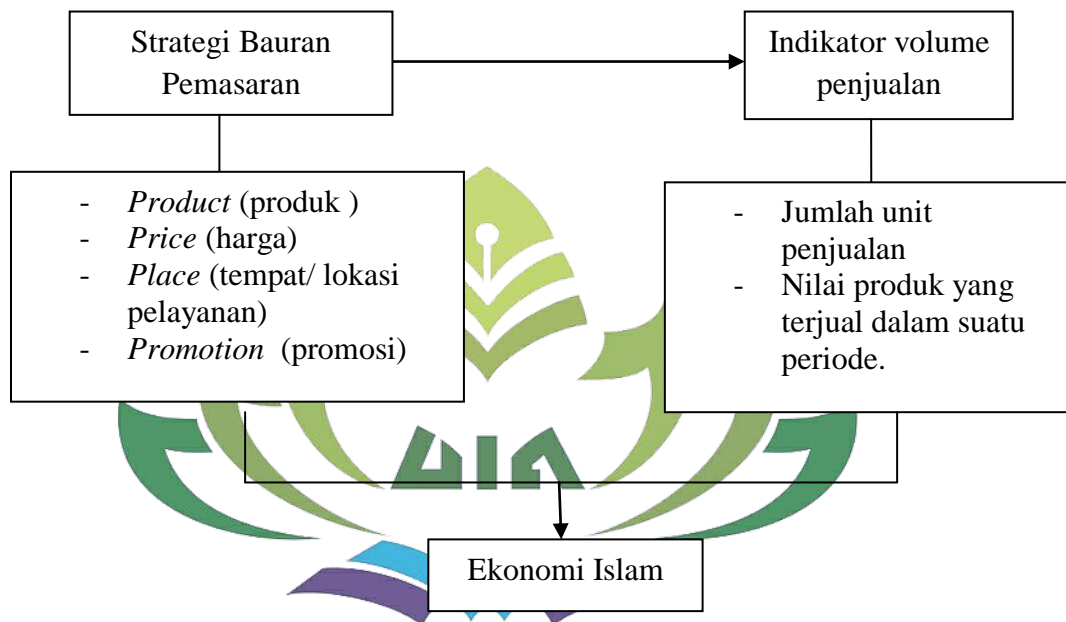 Strategi Bauran
Pemasaran
Indikator volume
penjualan
- Product (produk )
- Price (harga)
- Place (tempat/ lokasi
pelayanan)
- Promotion (promosi)
- Jumlah unit
penjualan
- Nilai produk yang
terjual dalam suatu
periode.
Ekonomi Islam